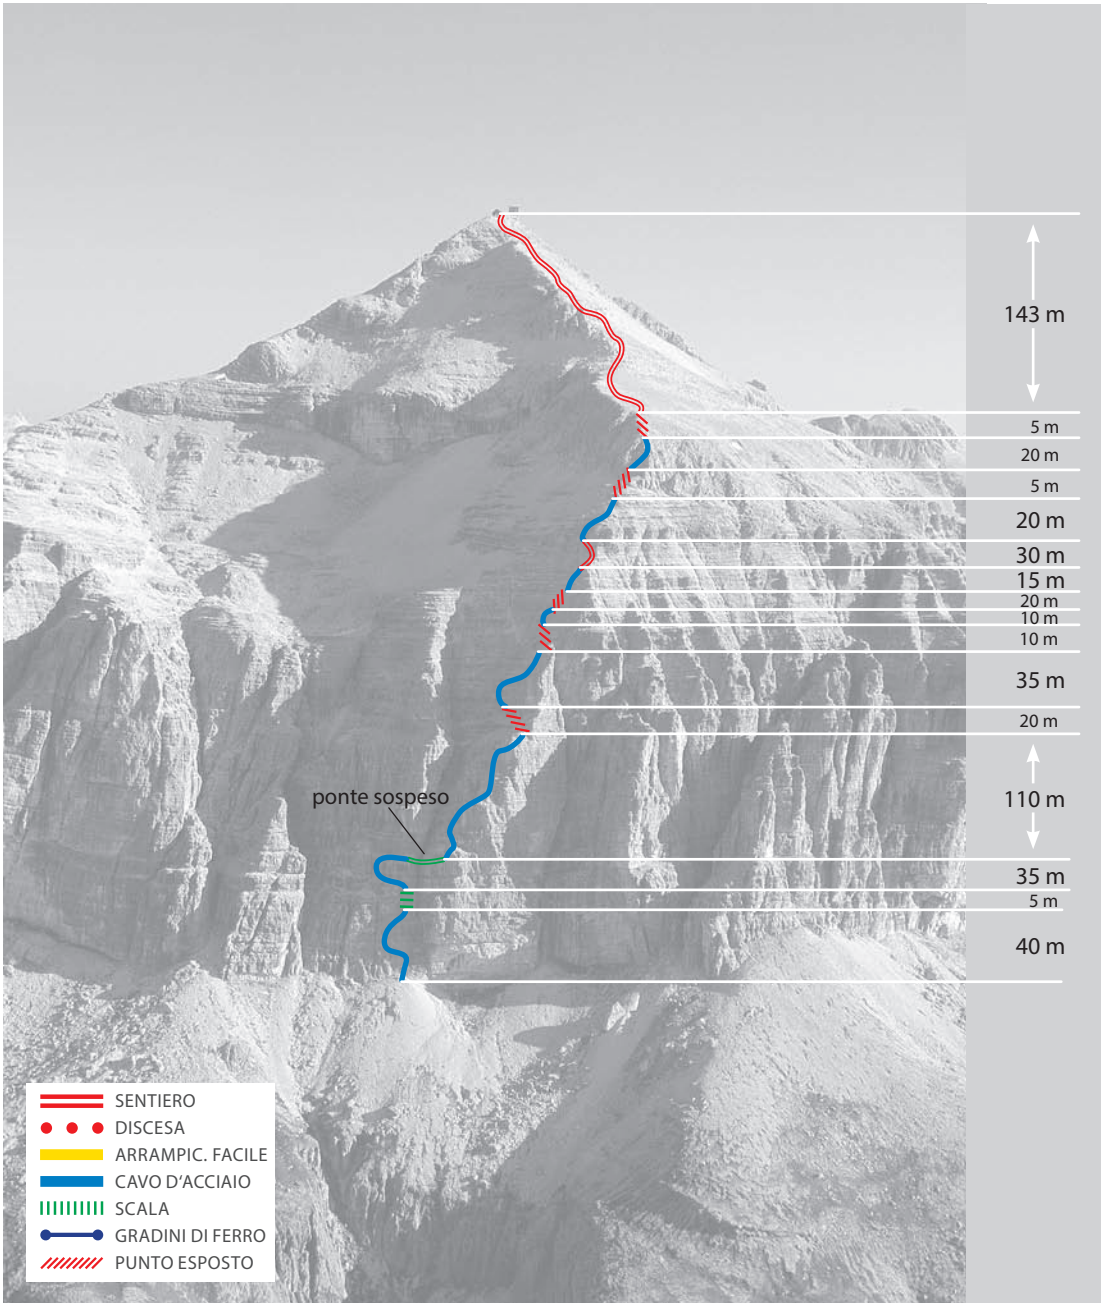 143 m
5 m
20 m
5 m
20 m
30 m
15 m
20 m
10 m
10 m
35 m
20 m
ponte sospeso
110 m
35 m
5 m
40 m
SENTIERO
DISCESA
ARRAMPIC. FACILE
CAVO D'ACCIAIO
SCALA
GRADINI DI FERRO
PUNTO ESPOSTO